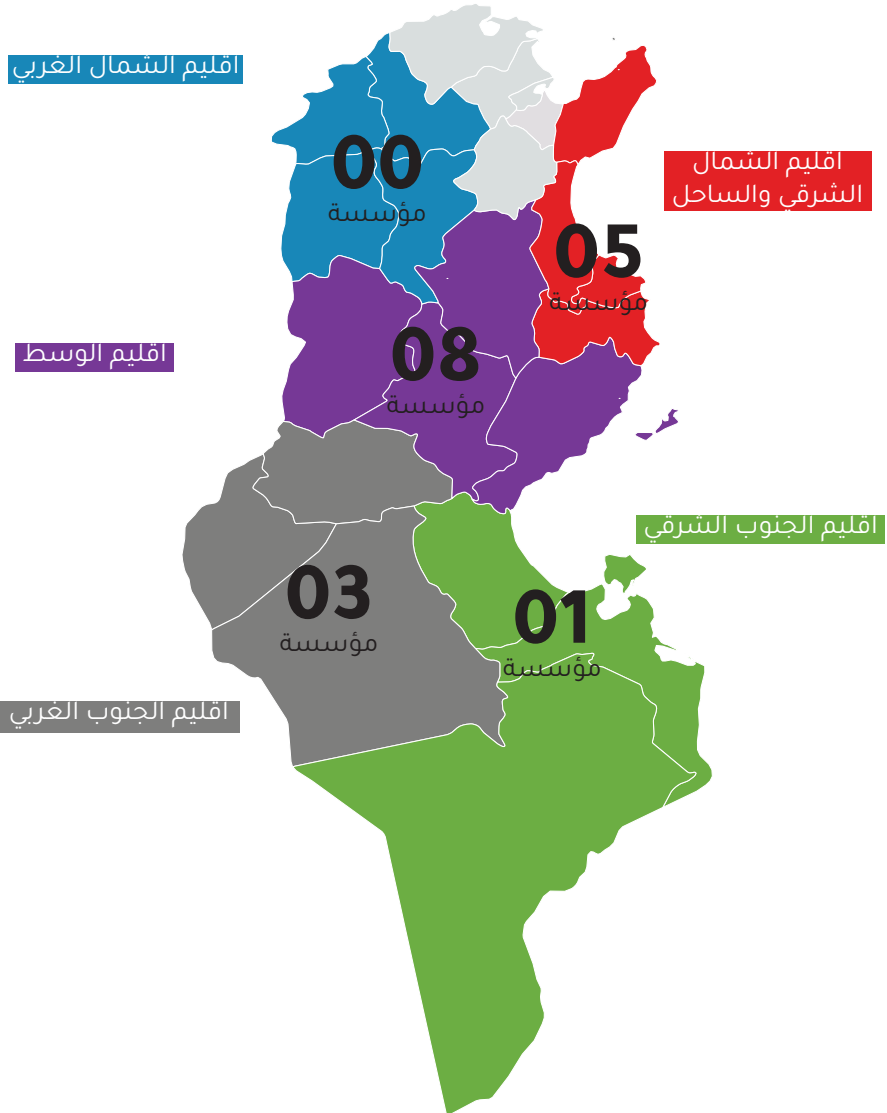 اقليم الشمال الغربي
00
مؤسسة
اقليم الشمال
الشرقي والساحل
05
مؤسسة
اقليم الوسط
08
مؤسسة
اقليم الجنوب الشرقي
03
مؤسسة
01
مؤسسة
اقليم الجنوب الغربي